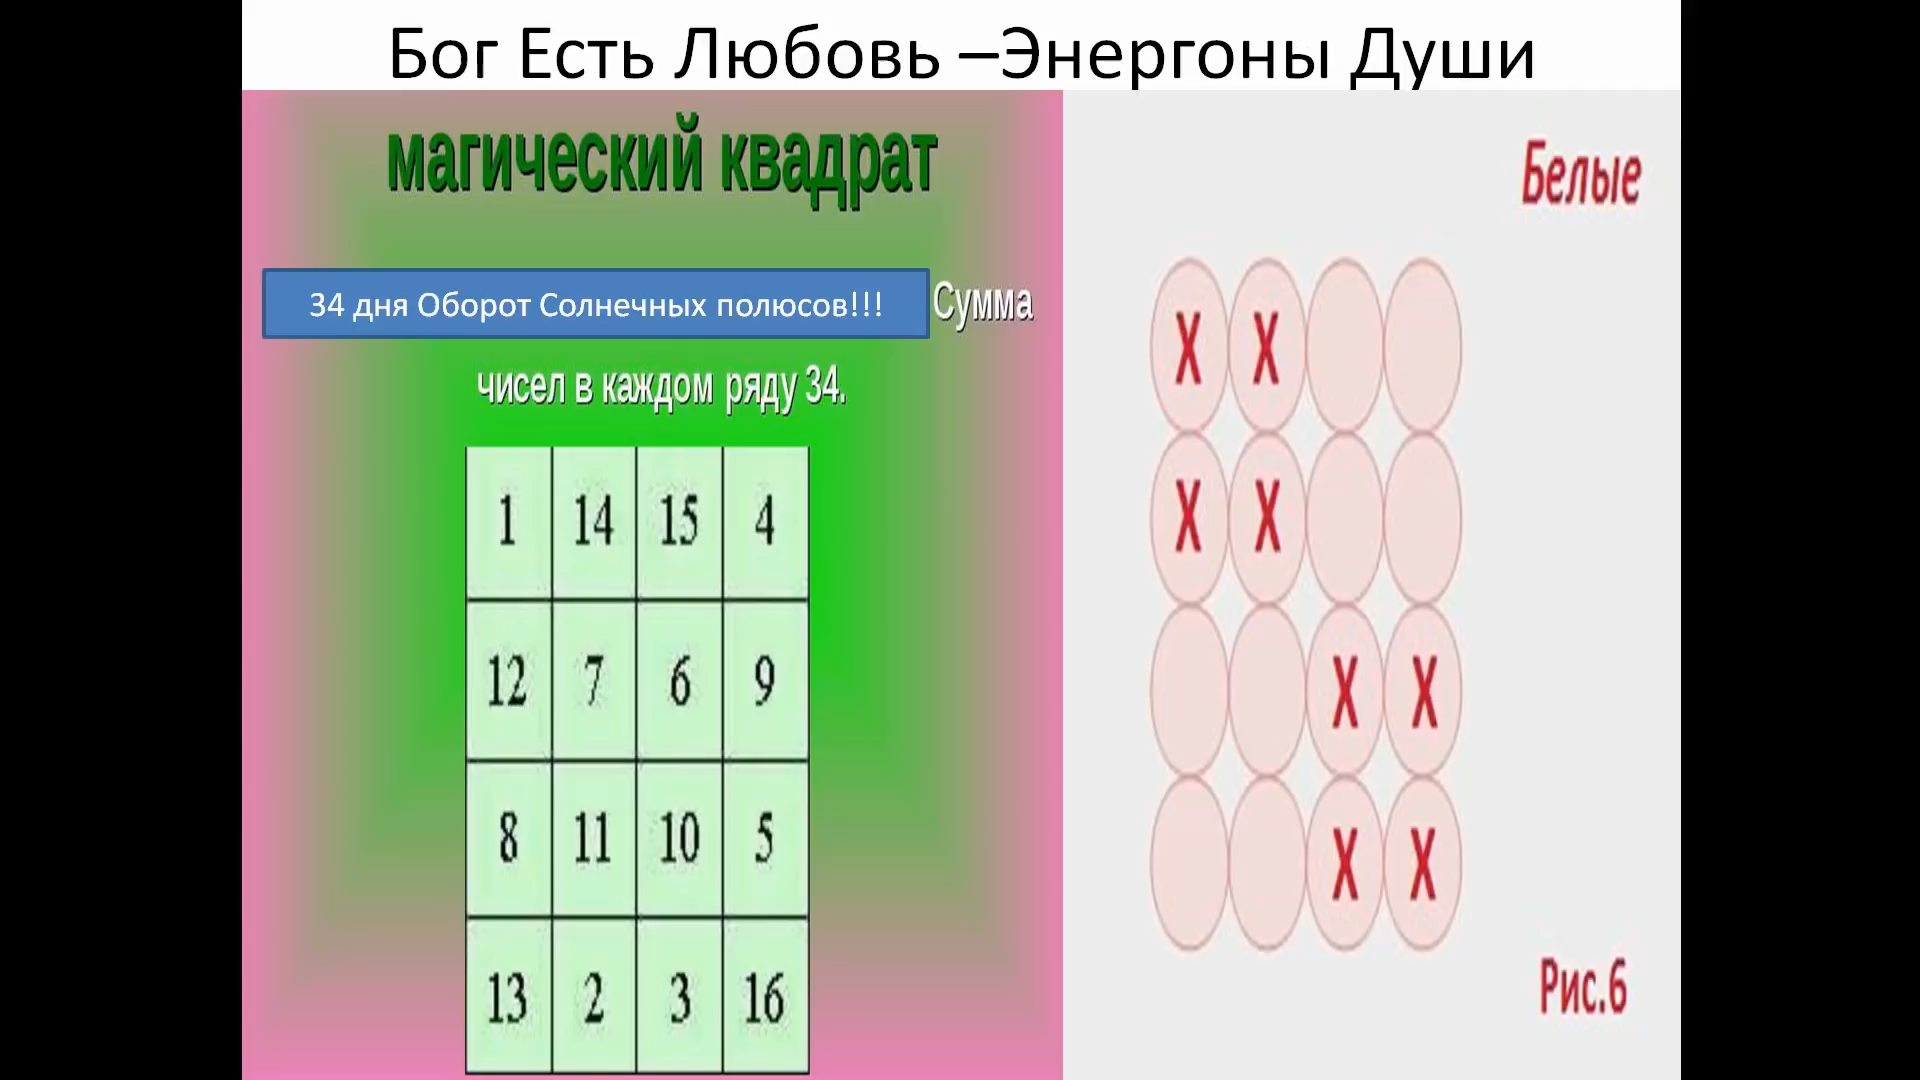 Бог Есть Любовь –Энергоны Души
магический квадрат
34 дня Оборот Солнечных полюсов!!! Сумма
чисел в каждом ряду 34.
1 14 15 4
12 7 6 9
8 11 10 5
13 2 3 16
Белые
X X
X X
X X
X X
Рис.6